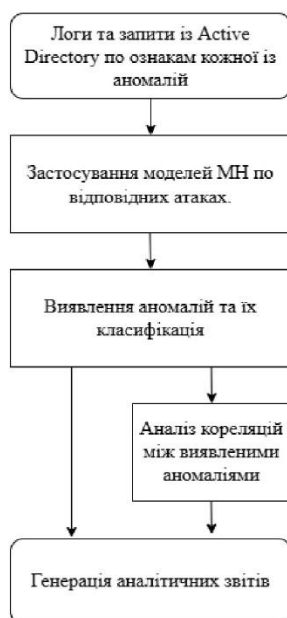 Логи та запити із Active
Directory по ознакам кожної із
аномалій
Застосування моделей МН по
відповідних атаках.
Виявлення аномалій та їх
класифікація
Аналіз кореляцій
між виявленими
аномаліями
Генерація аналітичних звітів